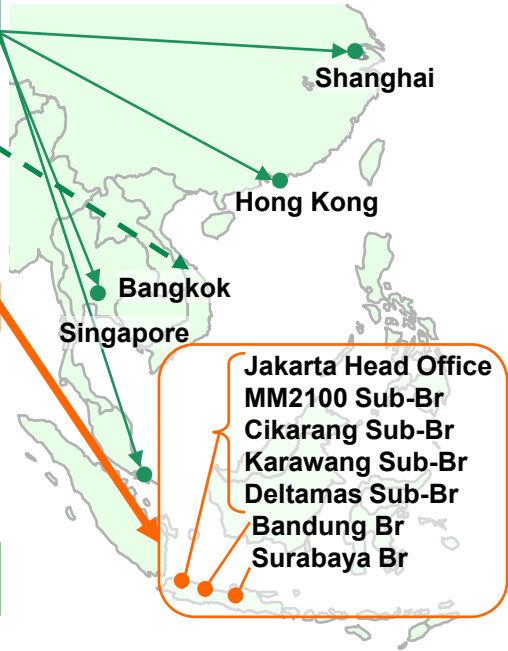 Shanghai
Hong Kong
Bangkok
Singapore
Jakarta Head Office
MM2100 Sub-Br
Cikarang Sub-Br
Karawang Sub-Br
Deltamas Sub-Br
Bandung Br
Surabaya Br